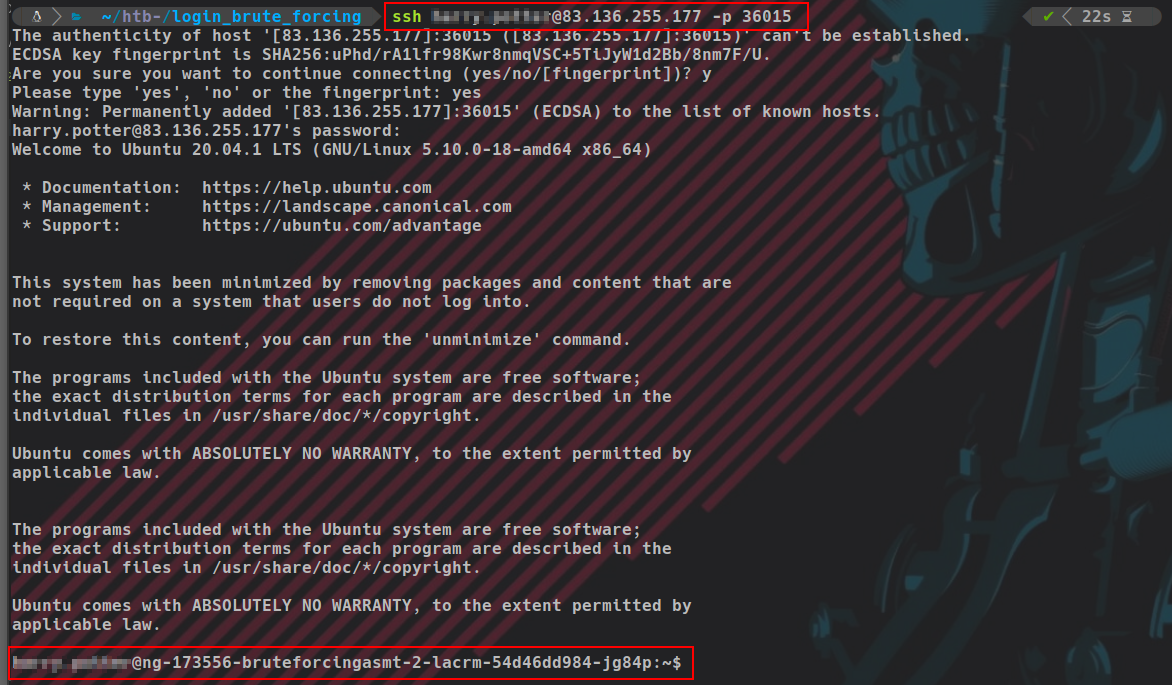 ~/htb-/login_brute_forcing ssh @83.136.255.177 -p 36015 ✔ 22s
The authenticity of host '[83.136.255.177]:36015 ([83.136.255.177]:36015)' can't be established.
ECDSA key fingerprint is SHA256:uPhd/rA1lfr98Kwr8nmqVSC+5TiJyW1d2Bb/8nm7F/U.
Are you sure you want to continue connecting (yes/no/[fingerprint])? y
Please type 'yes', 'no' or the fingerprint: yes
Warning: Permanently added '[83.136.255.177]:36015' (ECDSA) to the list of known hosts.
harry.potter@83.136.255.177's password:
Welcome to Ubuntu 20.04.1 LTS (GNU/Linux 5.10.0-18-amd64 x86_64)
* Documentation:  https://help.ubuntu.com
* Management:     https://landscape.canonical.com
* Support:        https://ubuntu.com/advantage
This system has been minimized by removing packages and content that are
not required on a system that users do not log into.
To restore this content, you can run the 'unminimize' command.
The programs included with the Ubuntu system are free software;
the exact distribution terms for each program are described in the
individual files in /usr/share/doc/*/copyright.
Ubuntu comes with ABSOLUTELY NO WARRANTY, to the extent permitted by
applicable law.
The programs included with the Ubuntu system are free software;
the exact distribution terms for each program are described in the
individual files in /usr/share/doc/*/copyright.
Ubuntu comes with ABSOLUTELY NO WARRANTY, to the extent permitted by
applicable law.
@ng-173556-bruteforcingasmt-2-lacrm-54d46dd984-jg84p:~$